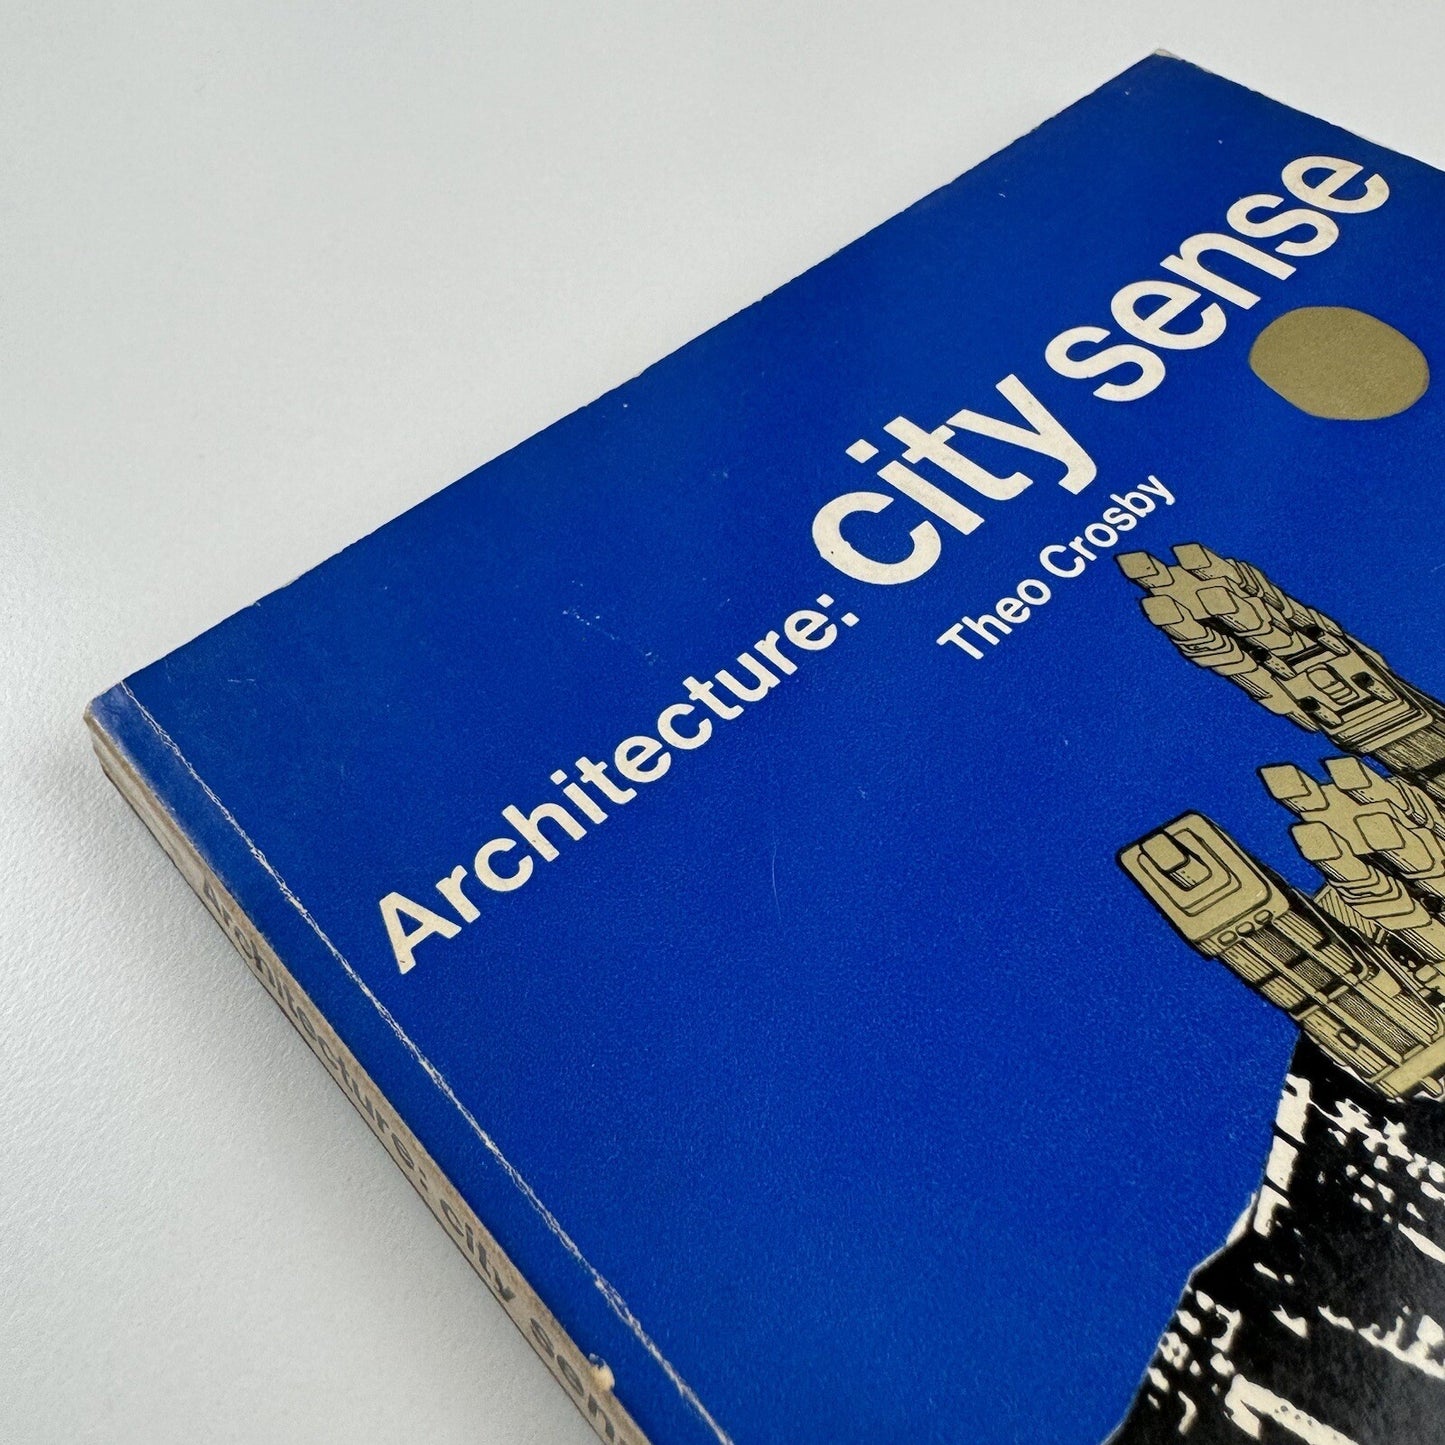 Architecture: city sense
Theo Crosby
Architecture: city sen